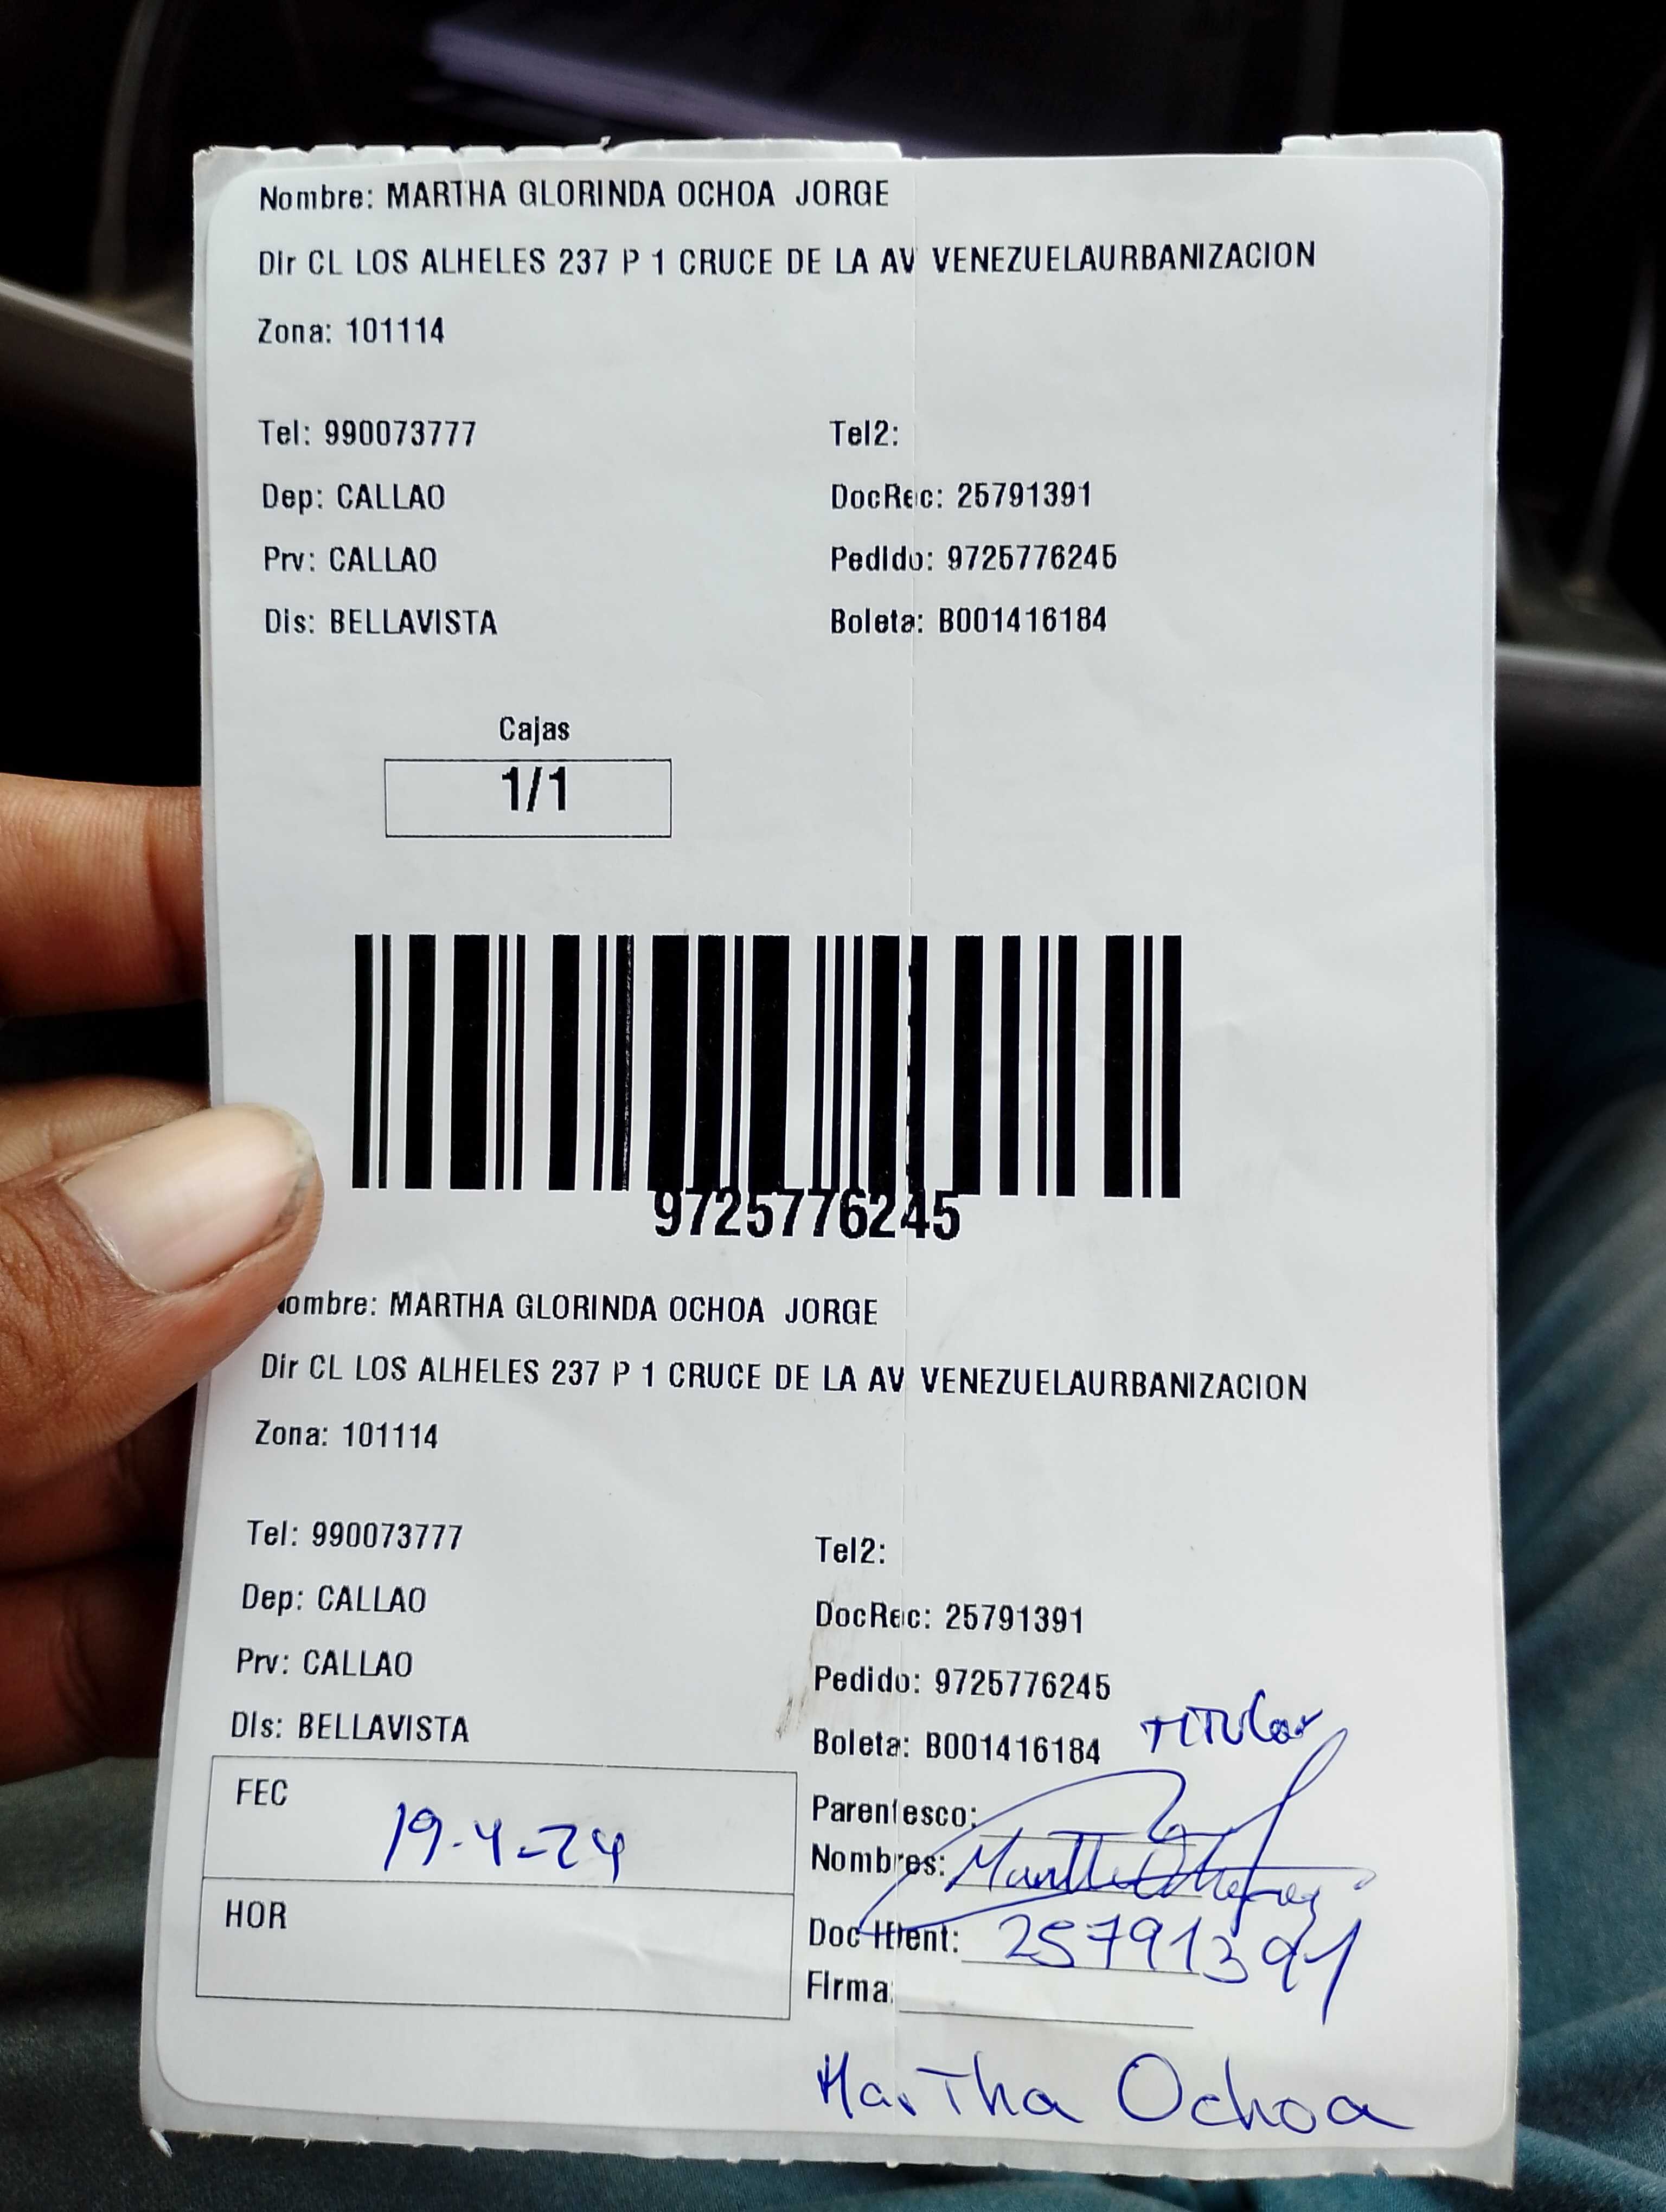 Nombre: MARTHA GLORINDA OCHOA JORGE
Dir CL LOS ALHELES 237 P 1 CRUCE DE LA AV VENEZUELAURBANIZACION
Zona: 101114
Tel: 990073777
Tel2:
Dep: CALLAO
DocRec: 25791391
Prv: CALLAO
Pedido: 9725776245
Dis: BELLAVISTA
Boleta: B001416184
Cajas
1/1
9725776245
Nombre: MARTHA GLORINDA OCHOA JORGE
Dir CL LOS ALHELES 237 P 1 CRUCE DE LA AV VENEZUELAURBANIZACION
Zona: 101114
Tel: 990073777
Tel2:
Dep: CALLAO
DocRec: 25791391
Prv: CALLAO
Pedido: 9725776245
Dis: BELLAVISTA
Boleta: B001416184
TITULar
FEC
19-4-24
Parentesco:
Nombres:
HOR
Doc Ident: 25791391
Firma:
MarTha Ochoa